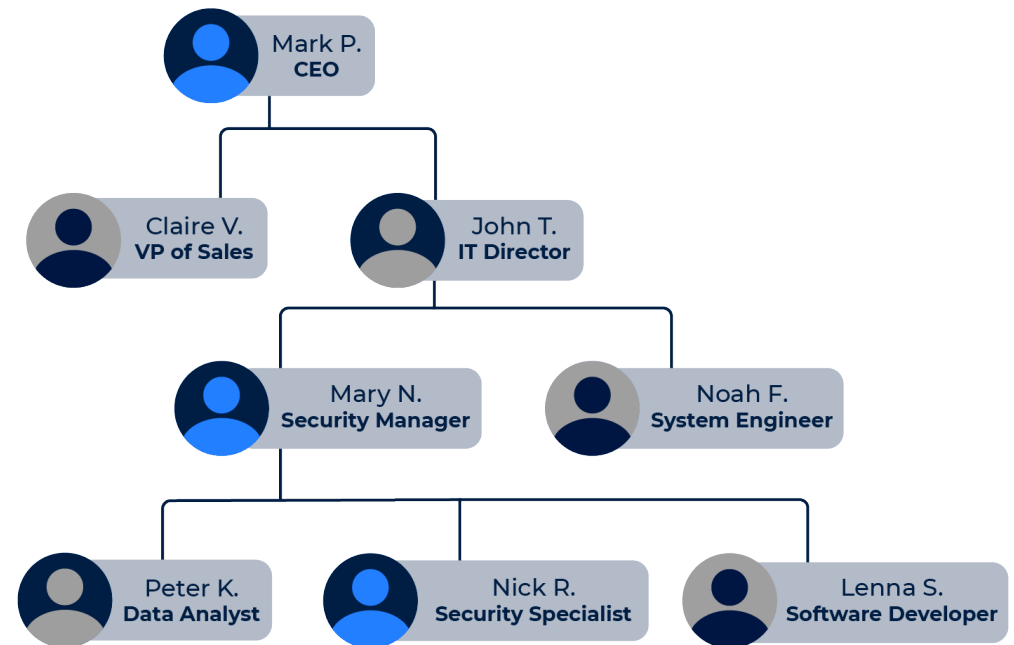 Mark P.
CEO
Claire V.
VP of Sales
John T.
IT Director
Mary N.
Security Manager
Noah F.
System Engineer
Peter K.
Data Analyst
Nick R.
Security Specialist
Lenna S.
Software Developer